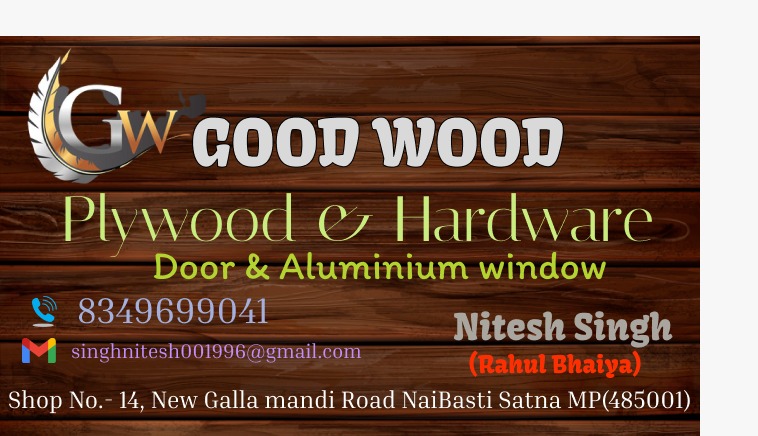 GW
GOOD WOOD
Plywood & Hardware
Door & Aluminium window
8349699041
singhnitesh001996@gmail.com
Nitesh Singh
(Rahul Bhaiya)
Shop No.- 14, New Galla mandi Road NaiBasti Satna MP(485001)